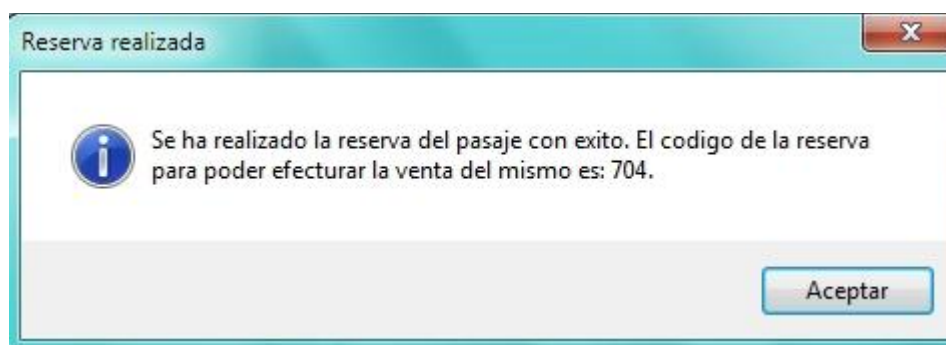 Reserva realizada
Se ha realizado la reserva del pasaje con exito. El codigo de la reserva
para poder efecturar la venta del mismo es: 704.
Aceptar